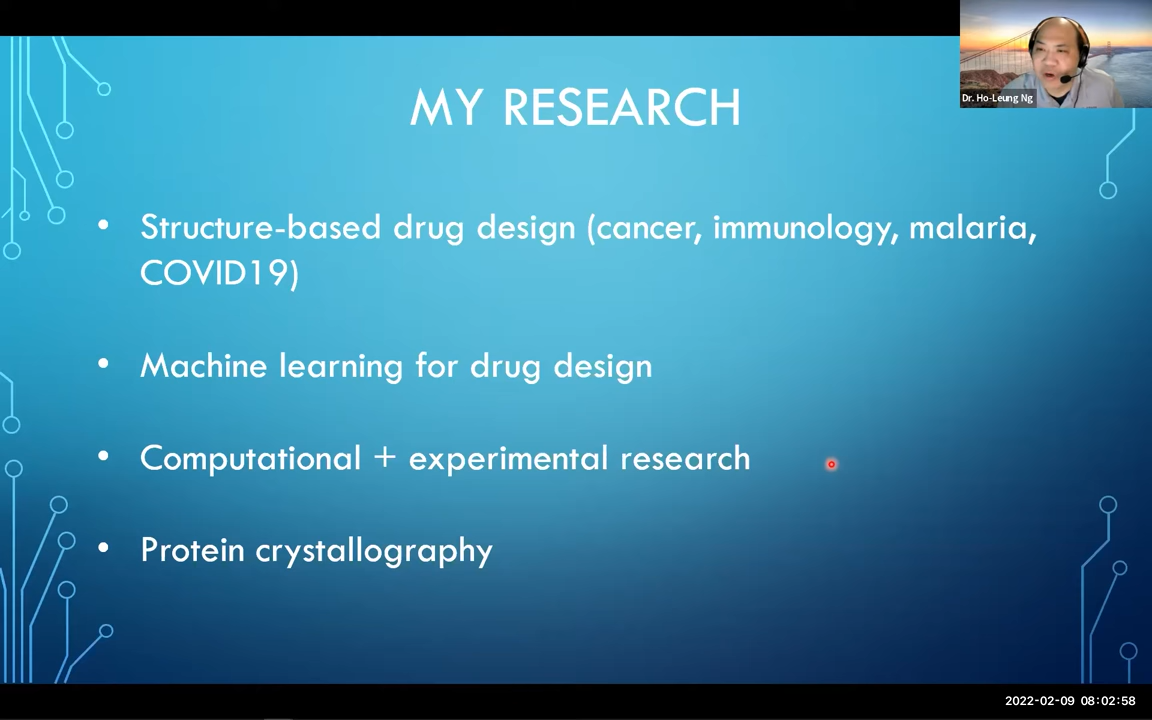 Dr. Ho-Leung Ng
MY RESEARCH
• Structure-based drug design (cancer, immunology, malaria,
COVID19)
• Machine learning for drug design
• Computational + experimental research
• Protein crystallography
2022-02-09 08:02:58